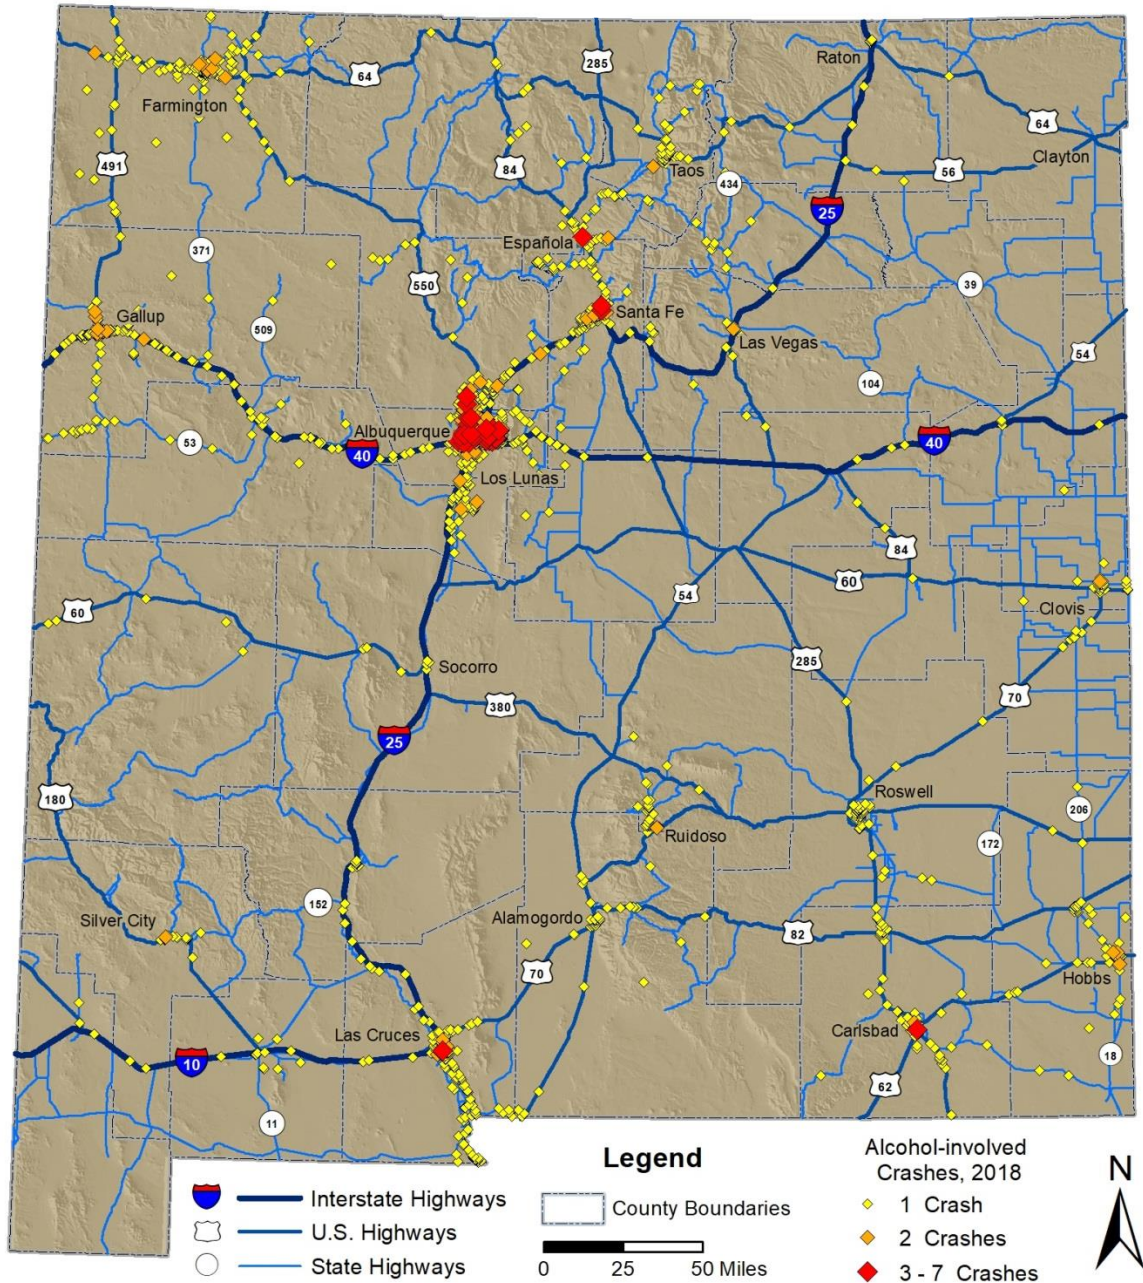 Raton
64
285
Farmington
64
Clayton
491
84
Taos
434
56
25
Española
371
550
39
Gallup
509
Santa Fe
Las Vegas
54
104
Albuquerque
53
40
40
Los Lunas
84
60
54
60
Clovis
Socorro
285
380
70
25
180
Roswell
206
Ruidoso
172
152
Silver City
Alamogordo
82
70
Hobbs
Las Cruces
Carlsbad
10
18
62
11
Legend
Interstate Highways
U.S. Highways
State Highways
County Boundaries
0 25 50 Miles
Alcohol-involved
Crashes, 2018
1 Crash
2 Crashes
3 - 7 Crashes
N